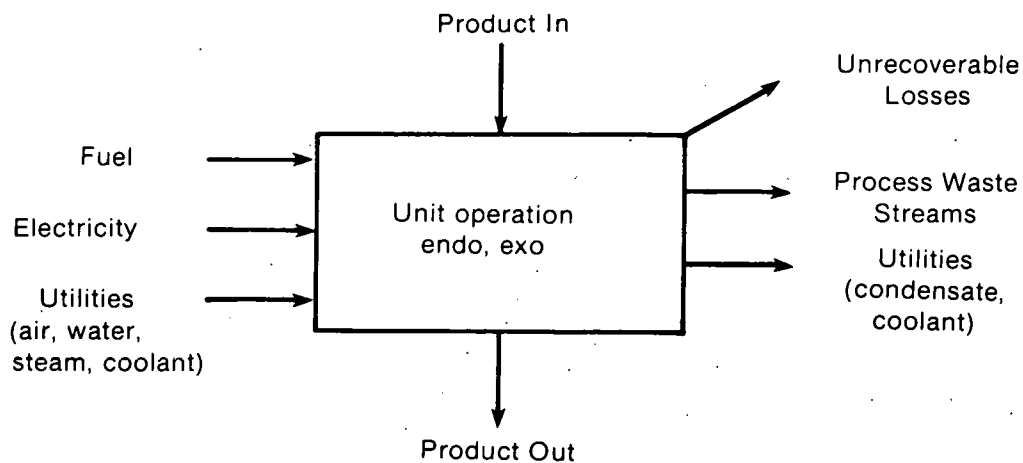 Product In
Unrecoverable
Losses
Fuel
Process Waste
Streams
Unit operation
endo, exo
Electricity
Utilities
(condensate,
coolant)
Utilities
(air, water,
steam, coolant)
Product Out